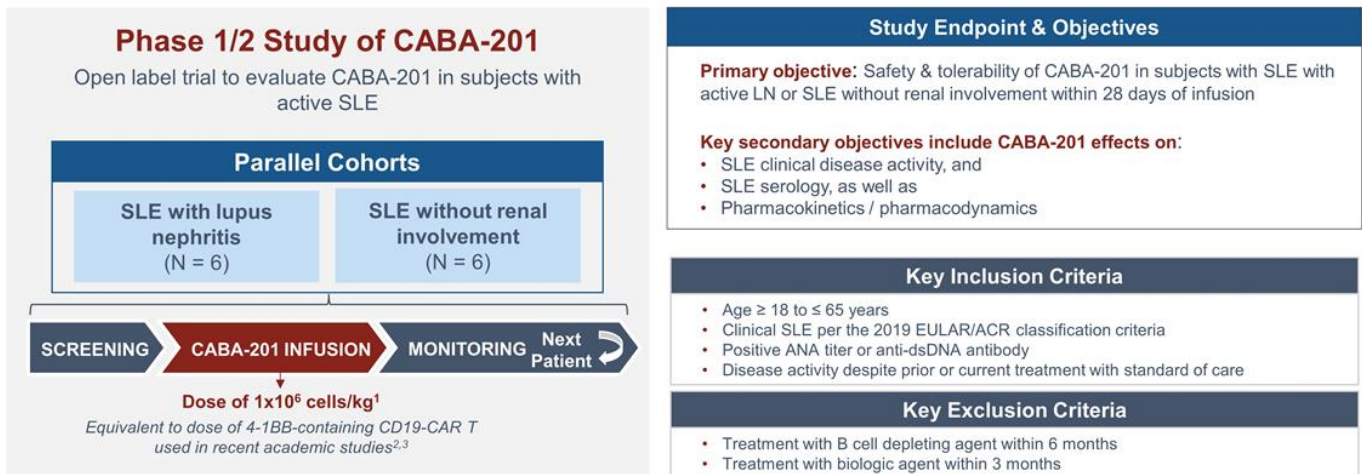 Phase 1/2 Study of CABA-201
Open label trial to evaluate CABA-201 in subjects with
active SLE
Parallel Cohorts
SLE with lupus
nephritis
(N = 6)
SLE without renal
involvement
(N = 6)
SCREENING
CABA-201 INFUSION
MONITORING
Next
Patient
Dose of 1x10⁶ cells/kg¹
Equivalent to dose of 4-1BB-containing CD19-CAR T
used in recent academic studies²,³
Study Endpoint & Objectives
Primary objective: Safety & tolerability of CABA-201 in subjects with SLE with
active LN or SLE without renal involvement within 28 days of infusion
Key secondary objectives include CABA-201 effects on:
• SLE clinical disease activity, and
• SLE serology, as well as
• Pharmacokinetics / pharmacodynamics
Key Inclusion Criteria
• Age ≥ 18 to ≤ 65 years
• Clinical SLE per the 2019 EULAR/ACR classification criteria
• Positive ANA titer or anti-dsDNA antibody
• Disease activity despite prior or current treatment with standard of care
Key Exclusion Criteria
• Treatment with B cell depleting agent within 6 months
• Treatment with biologic agent within 3 months